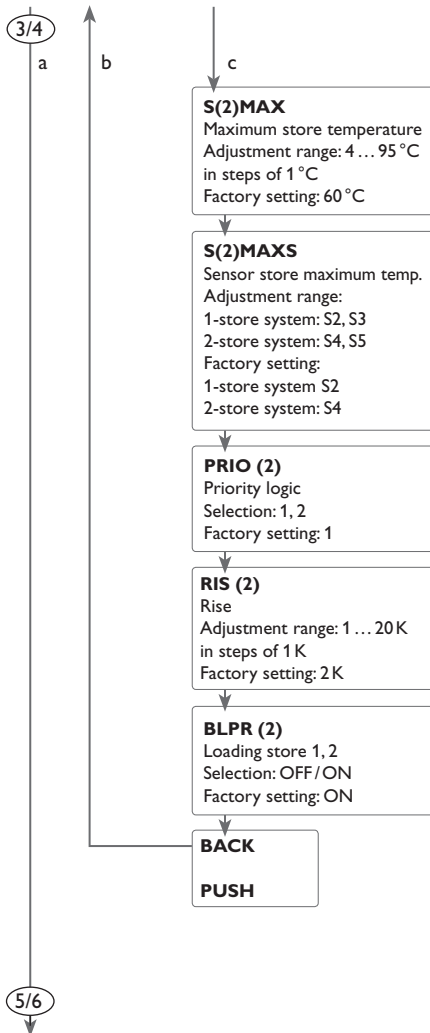 3/4
a
b
c
S(2)MAX
Maximum store temperature
Adjustment range: 4 … 95 °C
in steps of 1 °C
Factory setting: 60 °C
S(2)MAXS
Sensor store maximum temp.
Adjustment range:
1-store system: S2, S3
2-store system: S4, S5
Factory setting:
1-store system S2
2-store system: S4
PRIO (2)
Priority logic
Selection: 1, 2
Factory setting: 1
RIS (2)
Rise
Adjustment range: 1 … 20 K
in steps of 1 K
Factory setting: 2 K
BLPR (2)
Loading store 1, 2
Selection: OFF / ON
Factory setting: ON
BACK
PUSH
5/6